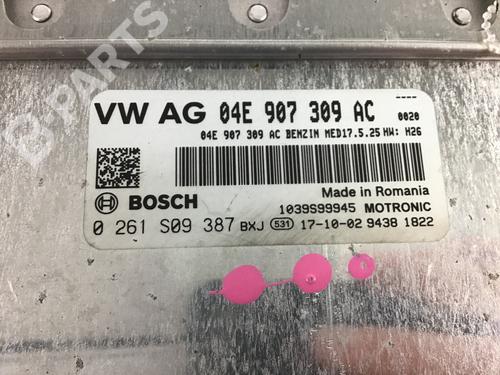 B PARTS
VW AG 04E 907 309 AC ---- 0020
04E 907 309 AC BENZIN MED17.5.25 HW: H26
Made in Romania
BOSCH 1039S99945 MOTRONIC
0 261 S09 387 BXJ 531 17-10-02 9438 1822